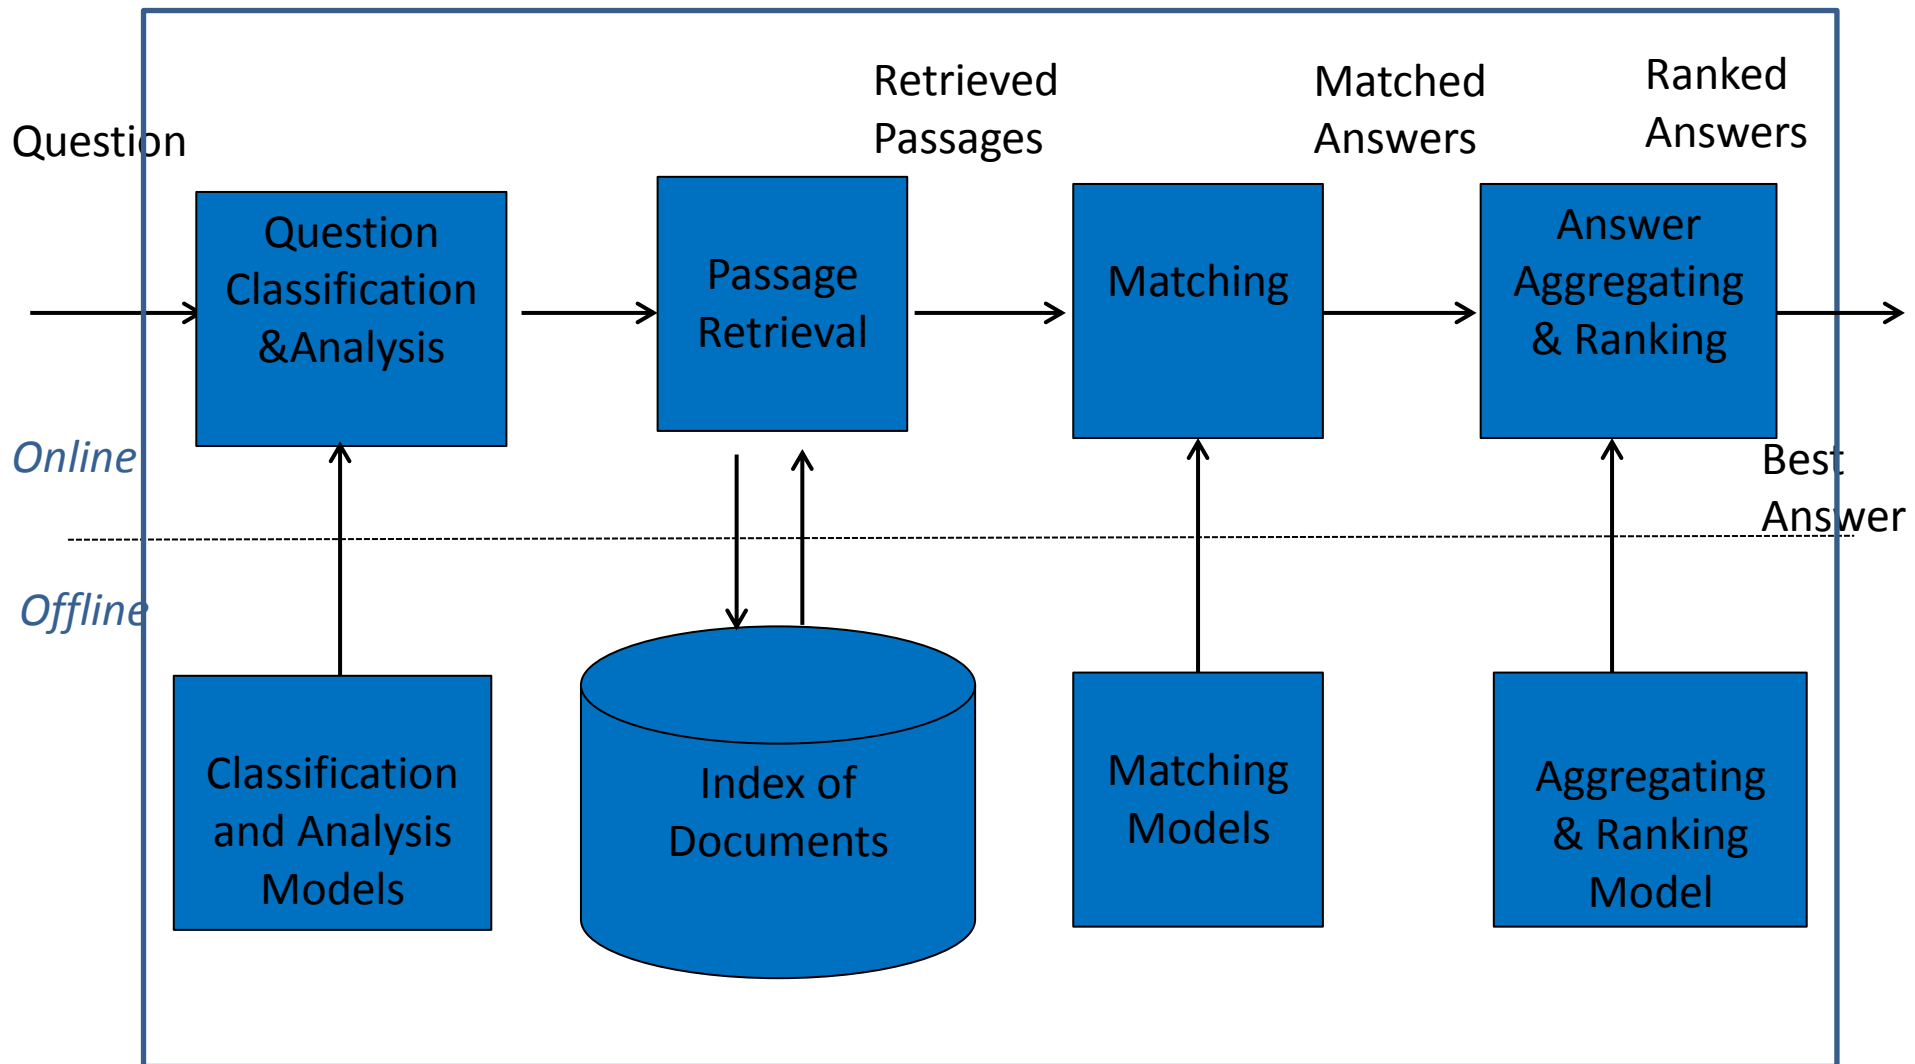 Question
Retrieved
Passages
Matched
Answers
Ranked
Answers
Question
Classification
&Analysis
Passage
Retrieval
Matching
Answer
Aggregating
& Ranking
Online
Best
Answer
Offline
Classification
and Analysis
Models
Index of
Documents
Matching
Models
Aggregating
& Ranking
Model